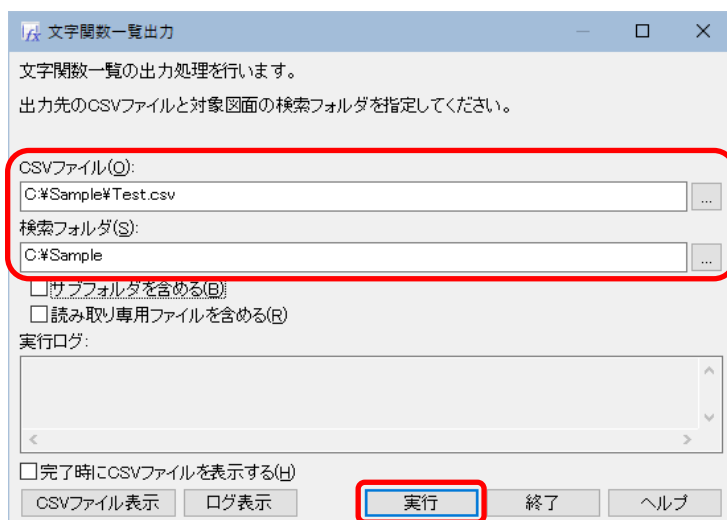 文字関数一覧出力
文字関数一覧の出力処理を行います。
出力先のCSVファイルと対象図面の検索フォルダを指定してください。
CSVファイル(O):
C:¥Sample¥Test.csv
...
検索フォルダ(S):
C:¥Sample
...
サブフォルダを含める(B)
読み取り専用ファイルを含める(R)
実行ログ:
完了時にCSVファイルを表示する(H)
CSVファイル表示 ログ表示 実行 終了 ヘルプ